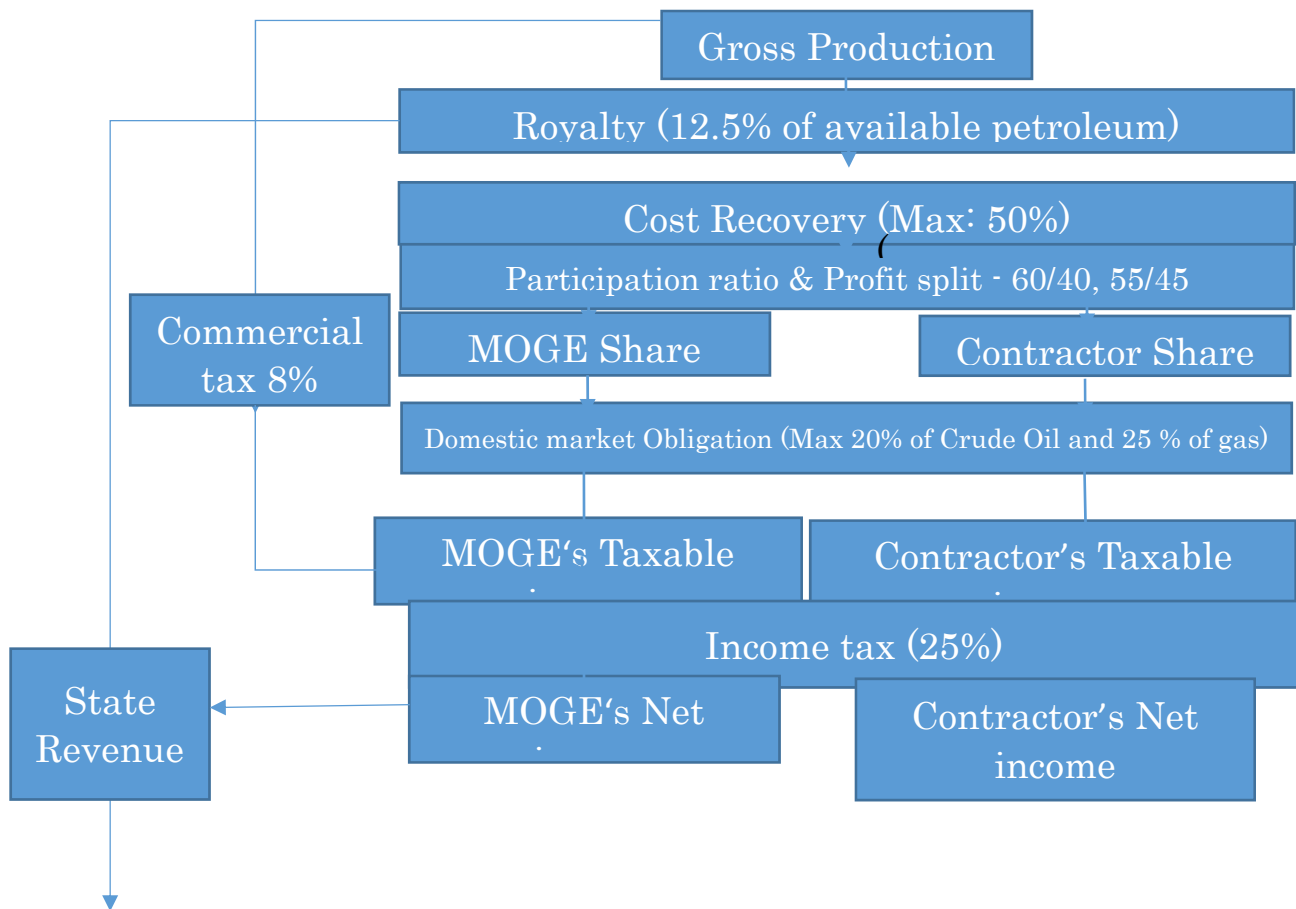 Gross Production
Royalty (12.5% of available petroleum)
Cost Recovery (Max: 50%)
(
Participation ratio & Profit split - 60/40, 55/45
Commercial
tax 8%
MOGE Share
Contractor Share
Domestic market Obligation (Max 20% of Crude Oil and 25 % of gas)
MOGE‘s Taxable
Contractor’s Taxable
Income tax (25%)
State
Revenue
MOGE‘s Net
Contractor’s Net
income